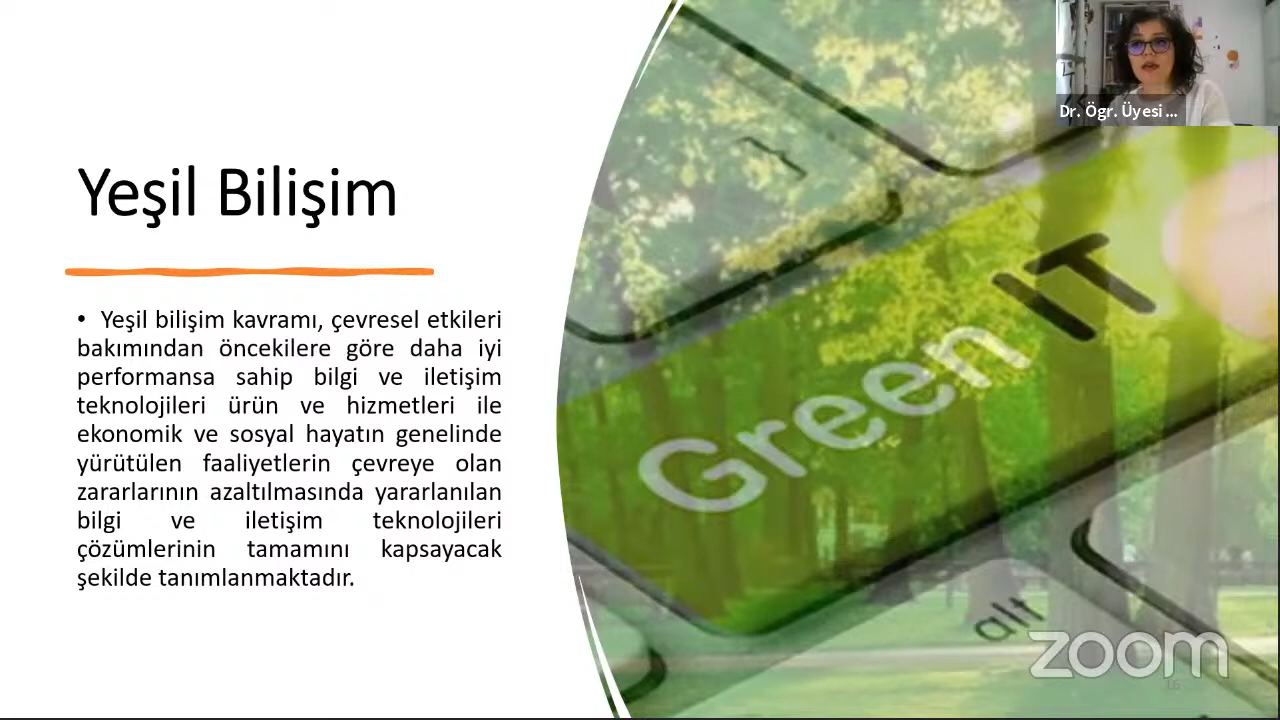 Dr. Ögr. Üyesi ...
Yeşil Bilişim
• Yeşil bilişim kavramı, çevresel etkileri
bakımından öncekilere göre daha iyi
performansa sahip bilgi ve iletişim
teknolojileri ürün ve hizmetleri ile
ekonomik ve sosyal hayatın genelinde
yürütülen faaliyetlerin çevreye olan
zararlarının azaltılmasında yararlanılan
bilgi ve iletişim teknolojileri
çözümlerinin tamamını kapsayacak
şekilde tanımlanmaktadır.
Green IT
alt
zoom
16